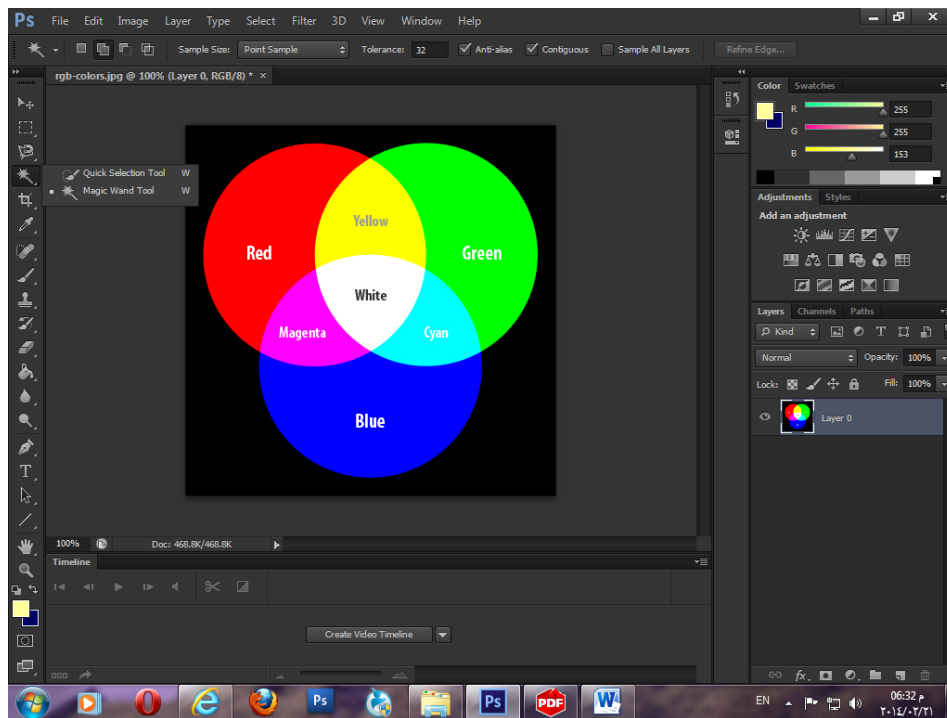 Ps File Edit Image Layer Type Select Filter 3D View Window Help
Sample Size: Point Sample Tolerance: 32 Anti-alias Contiguous Sample All Layers Refine Edge...
rgb-colors.jpg @ 100% (Layer 0, RGB/8) * ×
Quick Selection Tool W
Magic Wand Tool W
Yellow
Red
Green
White
Magenta
Cyan
Blue
100% Doc: 468.8K/468.8K
Timeline
Create Video Timeline
Color Swatches
R 255
G 255
B 153
Adjustments Styles
Add an adjustment
Layers Channels Paths
Kind
Normal Opacity: 100%
Lock: Fill: 100%
Layer 0
fx
Ps Ps PDF W
EN 06:32 م
٢٠١٤/٠٢/٢١